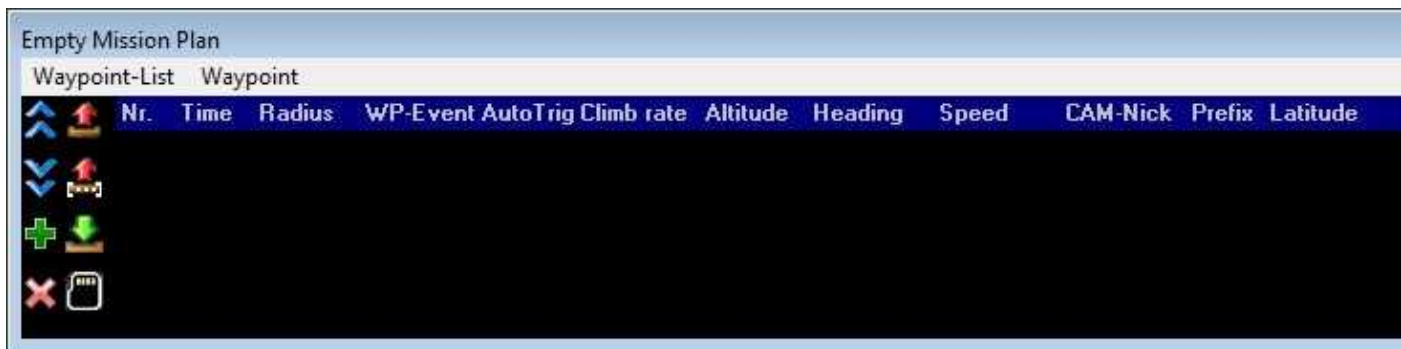 Empty Mission Plan
Waypoint-List Waypoint
Nr. Time Radius WP-Event AutoTrig Climb rate Altitude Heading Speed CAM-Nick Prefix Latitude